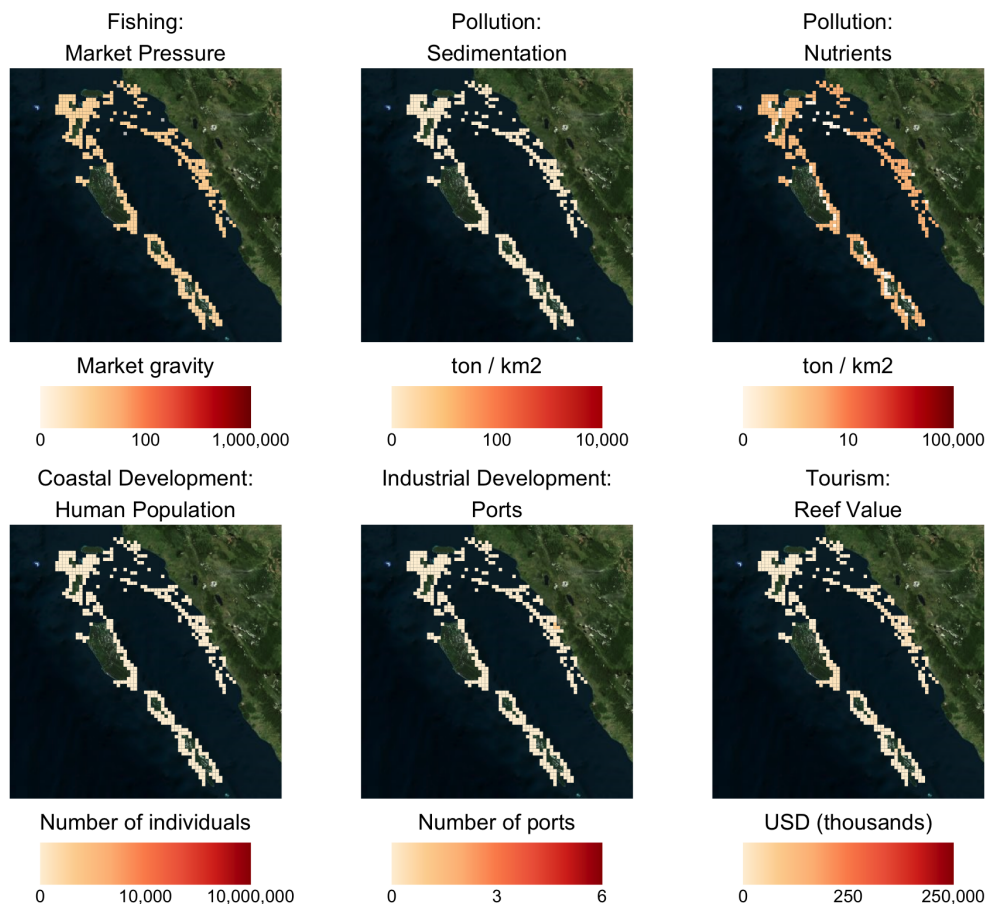 Fishing:
Market Pressure
Pollution:
Sedimentation
Pollution:
Nutrients
Market gravity
0 100 1,000,000
ton / km2
0 100 10,000
ton / km2
0 10 100,000
Coastal Development:
Human Population
Industrial Development:
Ports
Tourism:
Reef Value
Number of individuals
0 10,000 10,000,000
Number of ports
0 3 6
USD (thousands)
0 250 250,000